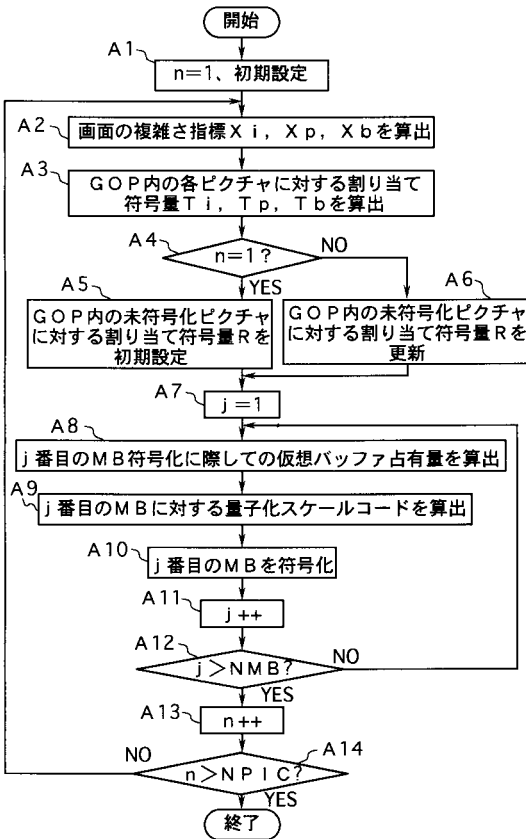 開始
A1
n=1、初期設定
A2
画面の複雑さ指標Xi,Xp,Xbを算出
A3
GOP内の各ピクチャに対する割り当て
符号量Ti,Tp,Tbを算出
A4
n=1?
NO
YES
A5
GOP内の未符号化ピクチャ
に対する割り当て符号量Rを
初期設定
A6
GOP内の未符号化ピクチャ
に対する割り当て符号量Rを
更新
A7
j=1
A8
j番目のMB符号化に際しての仮想バッファ占有量を算出
A9
j番目のMBに対する量子化スケールコードを算出
A10
j番目のMBを符号化
A11
j++
A12
j>NMB?
NO
YES
A13
n++
A14
NO
n>NPIC?
YES
終了